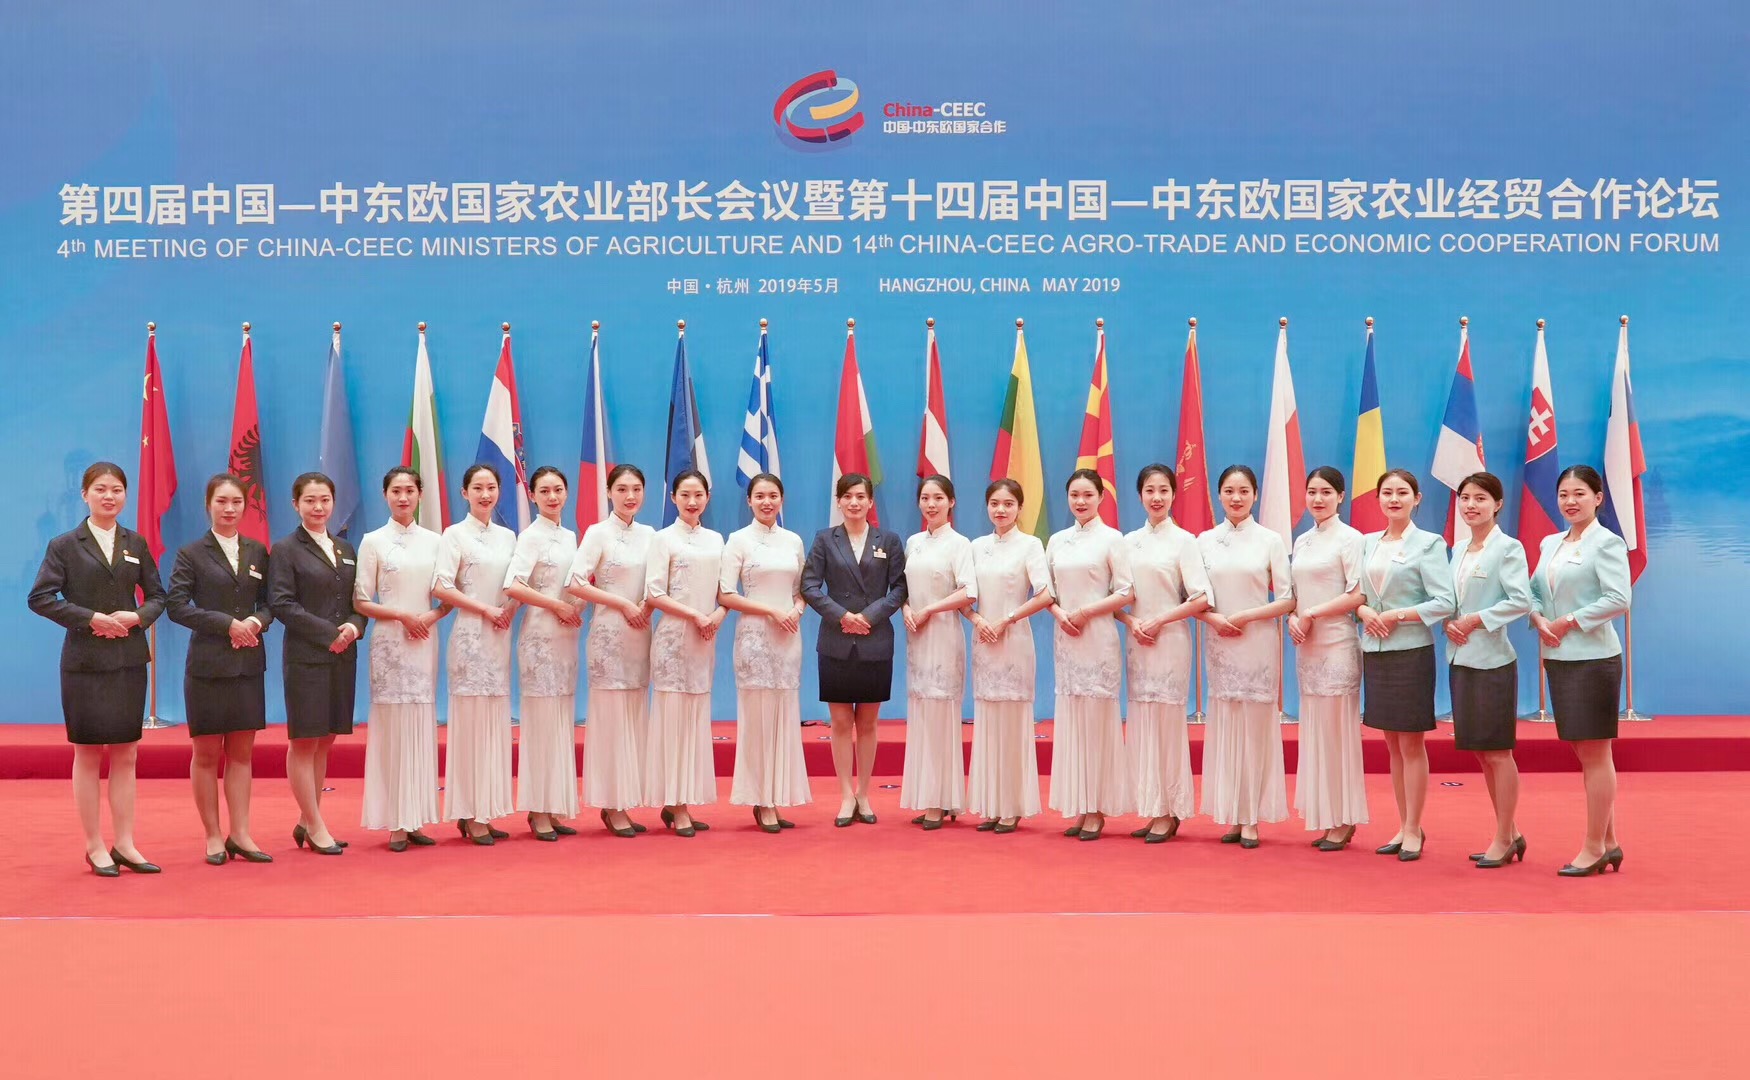 China-CEEC
中国-中东欧国家合作
第四届中国—中东欧国家农业部长会议暨第十四届中国—中东欧国家农业经贸合作论坛
4th MEETING OF CHINA-CEEC MINISTERS OF AGRICULTURE AND 14th CHINA-CEEC AGRO-TRADE AND ECONOMIC COOPERATION FORUM
中国·杭州 2019年5月 HANGZHOU, CHINA MAY 2019